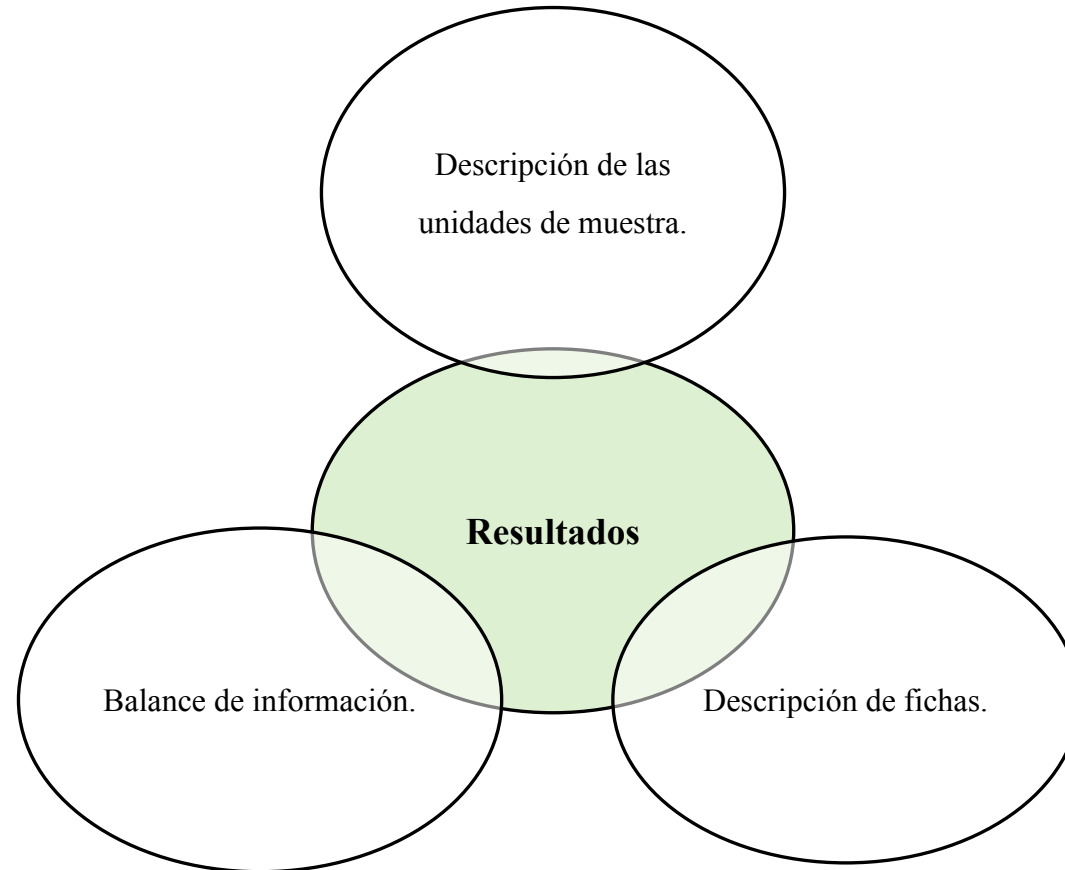 Descripción de las
unidades de muestra.
Resultados
Balance de información.
Descripción de fichas.